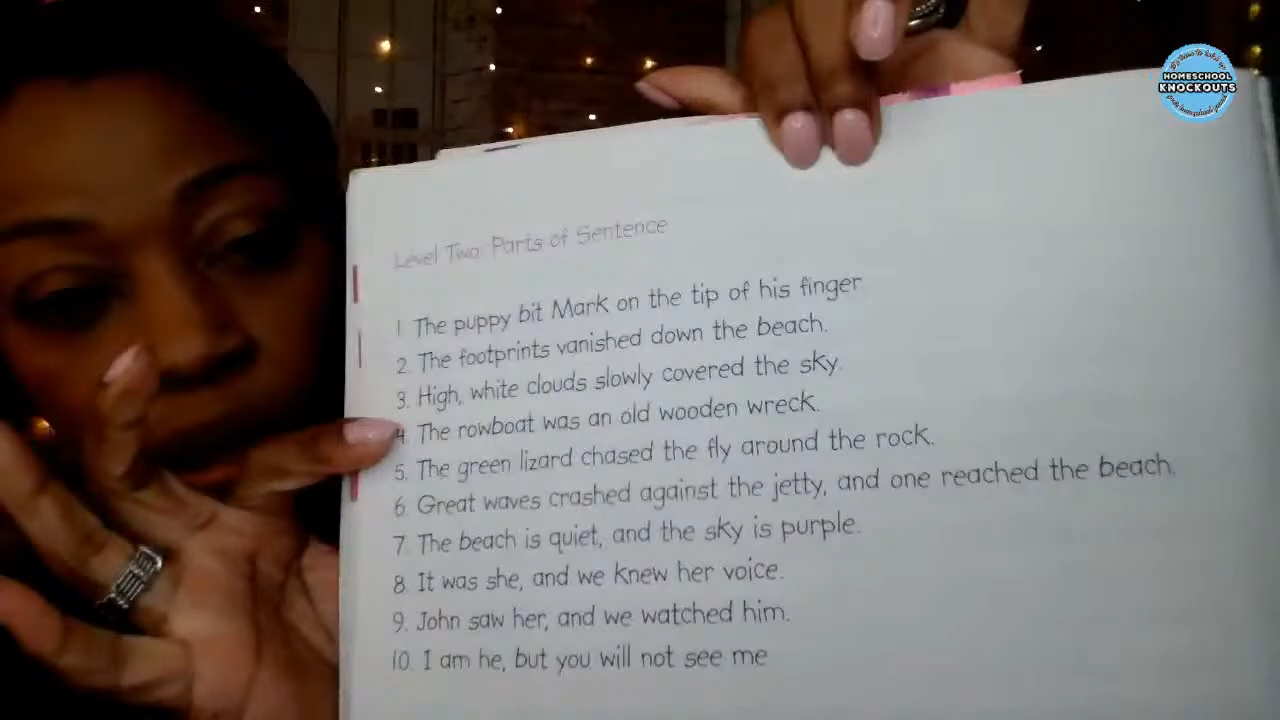 HOMESCHOOL
KNOCKOUTS
Level Two: Parts of Sentence
1. The puppy bit Mark on the tip of his finger.
2. The footprints vanished down the beach.
3. High, white clouds slowly covered the sky.
4. The rowboat was an old wooden wreck.
5. The green lizard chased the fly around the rock.
6. Great waves crashed against the jetty, and one reached the beach.
7. The beach is quiet, and the sky is purple.
8. It was she, and we knew her voice.
9. John saw her, and we watched him.
10. I am he, but you will not see me